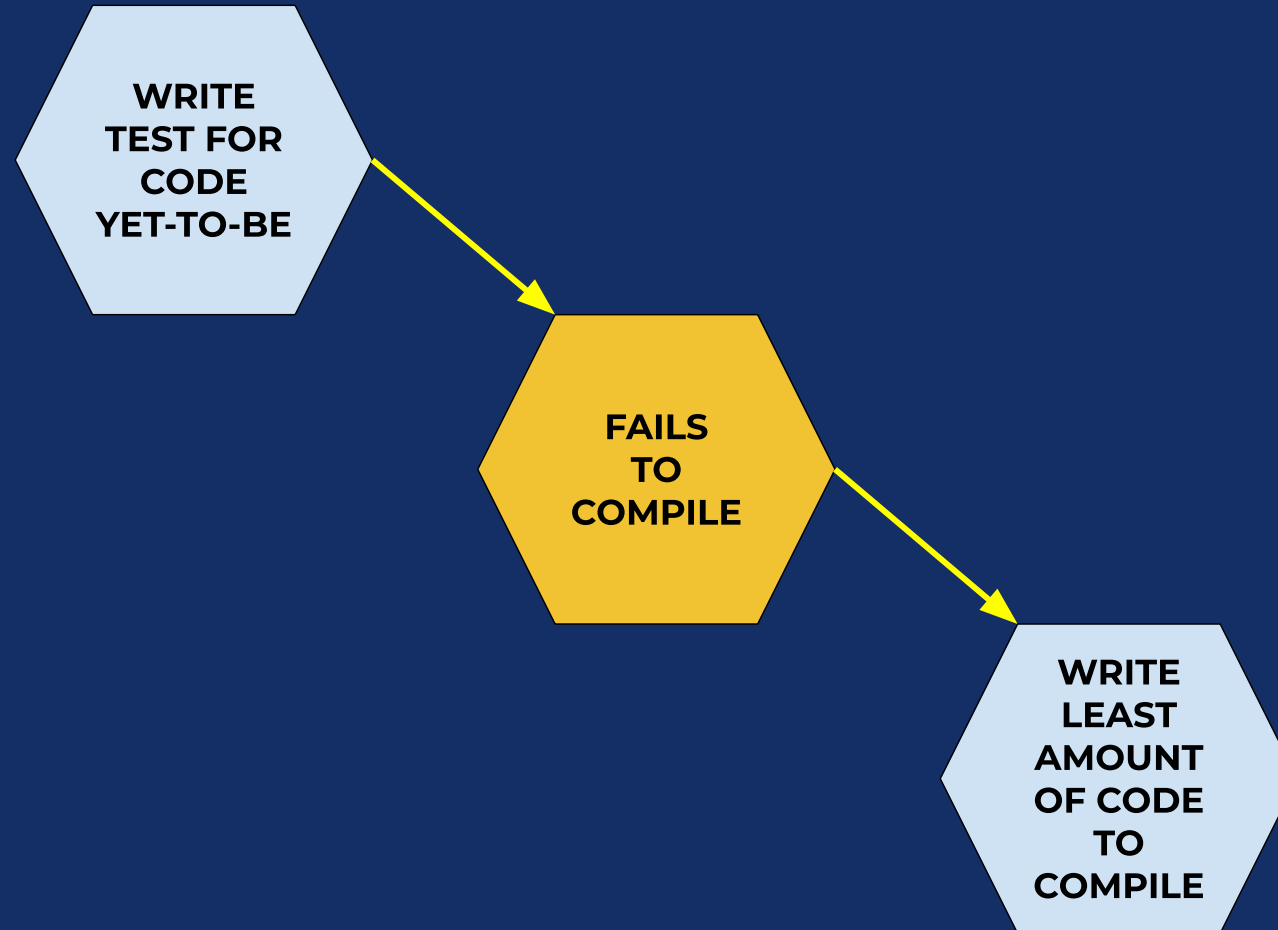 WRITE
TEST FOR
CODE
YET-TO-BE
FAILS
TO
COMPILE
WRITE
LEAST
AMOUNT
OF CODE
TO
COMPILE